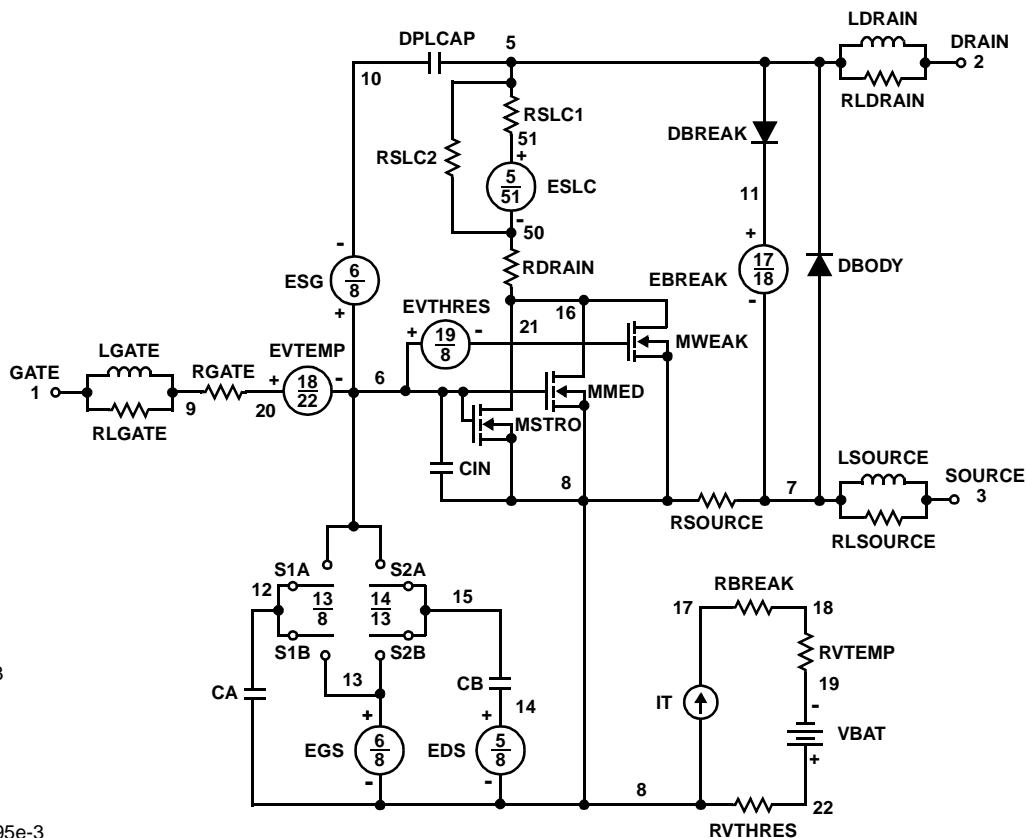 LDRAIN
DPLCAP 5 DRAIN
2
10
RSLC1 RLDRAIN
51 DBREAK
RSLC2 +
5
51
ESLC
11
-
50
- +
RDRAIN 17
18
EBREAK DBODY
ESG 6
8
-
+ EVTHRES 16
+ 19
8
- 21
MWEAK
LGATE EVTEMP
GATE RGATE + 18
22
- 6
1 MMED
9 20
RLGATE MSTRO
CIN LSOURCE
8 7 SOURCE
3
RSOURCE
RLSOURCE
S1A S2A
12 13
8
14
13
15 RBREAK
17 18
S1B S2B
RVTEMP
13 CB 19
CA 14 IT -
+ + VBAT
EGS 6
8
EDS 5
8
+
- - 8 22
RVTHRES
95e-3